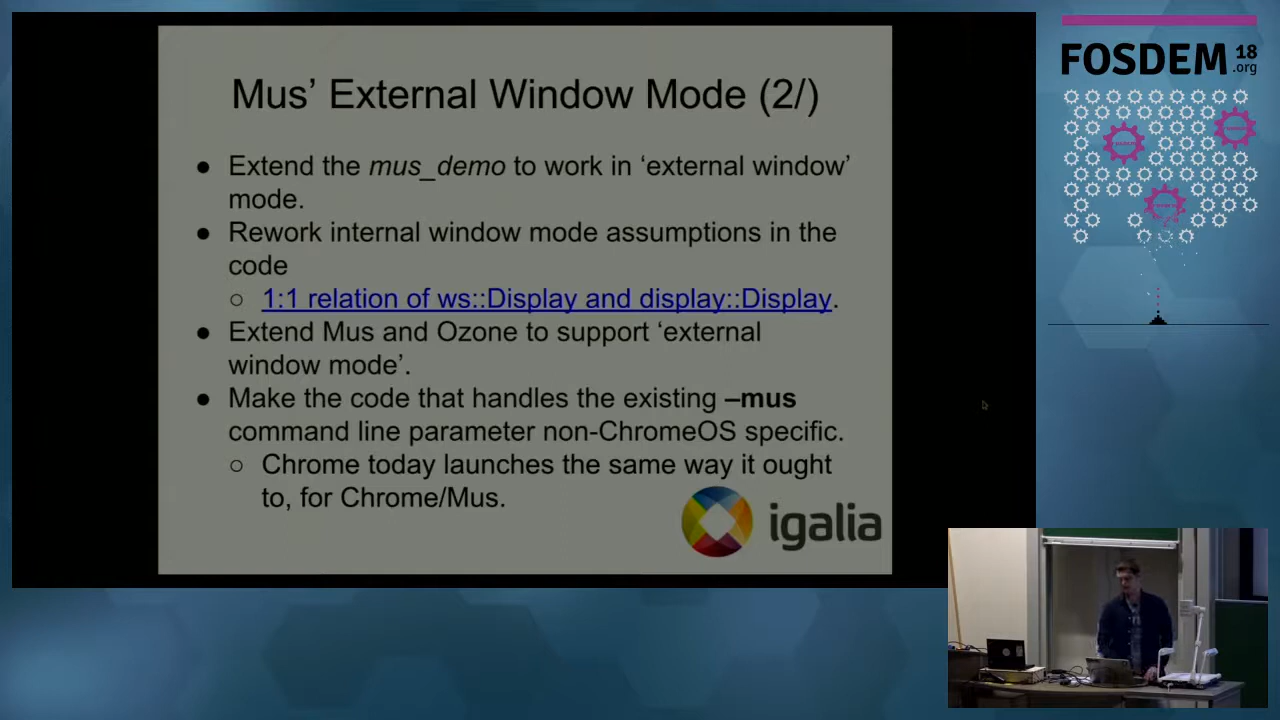 Mus' External Window Mode (2/)
● Extend the mus_demo to work in ‘external window’
mode.
● Rework internal window mode assumptions in the
code
○ 1:1 relation of ws::Display and display::Display.
● Extend Mus and Ozone to support ‘external
window mode’.
● Make the code that handles the existing –mus
command line parameter non-ChromeOS specific.
○ Chrome today launches the same way it ought
to, for Chrome/Mus.
igalia
FOSDEM 18
.org